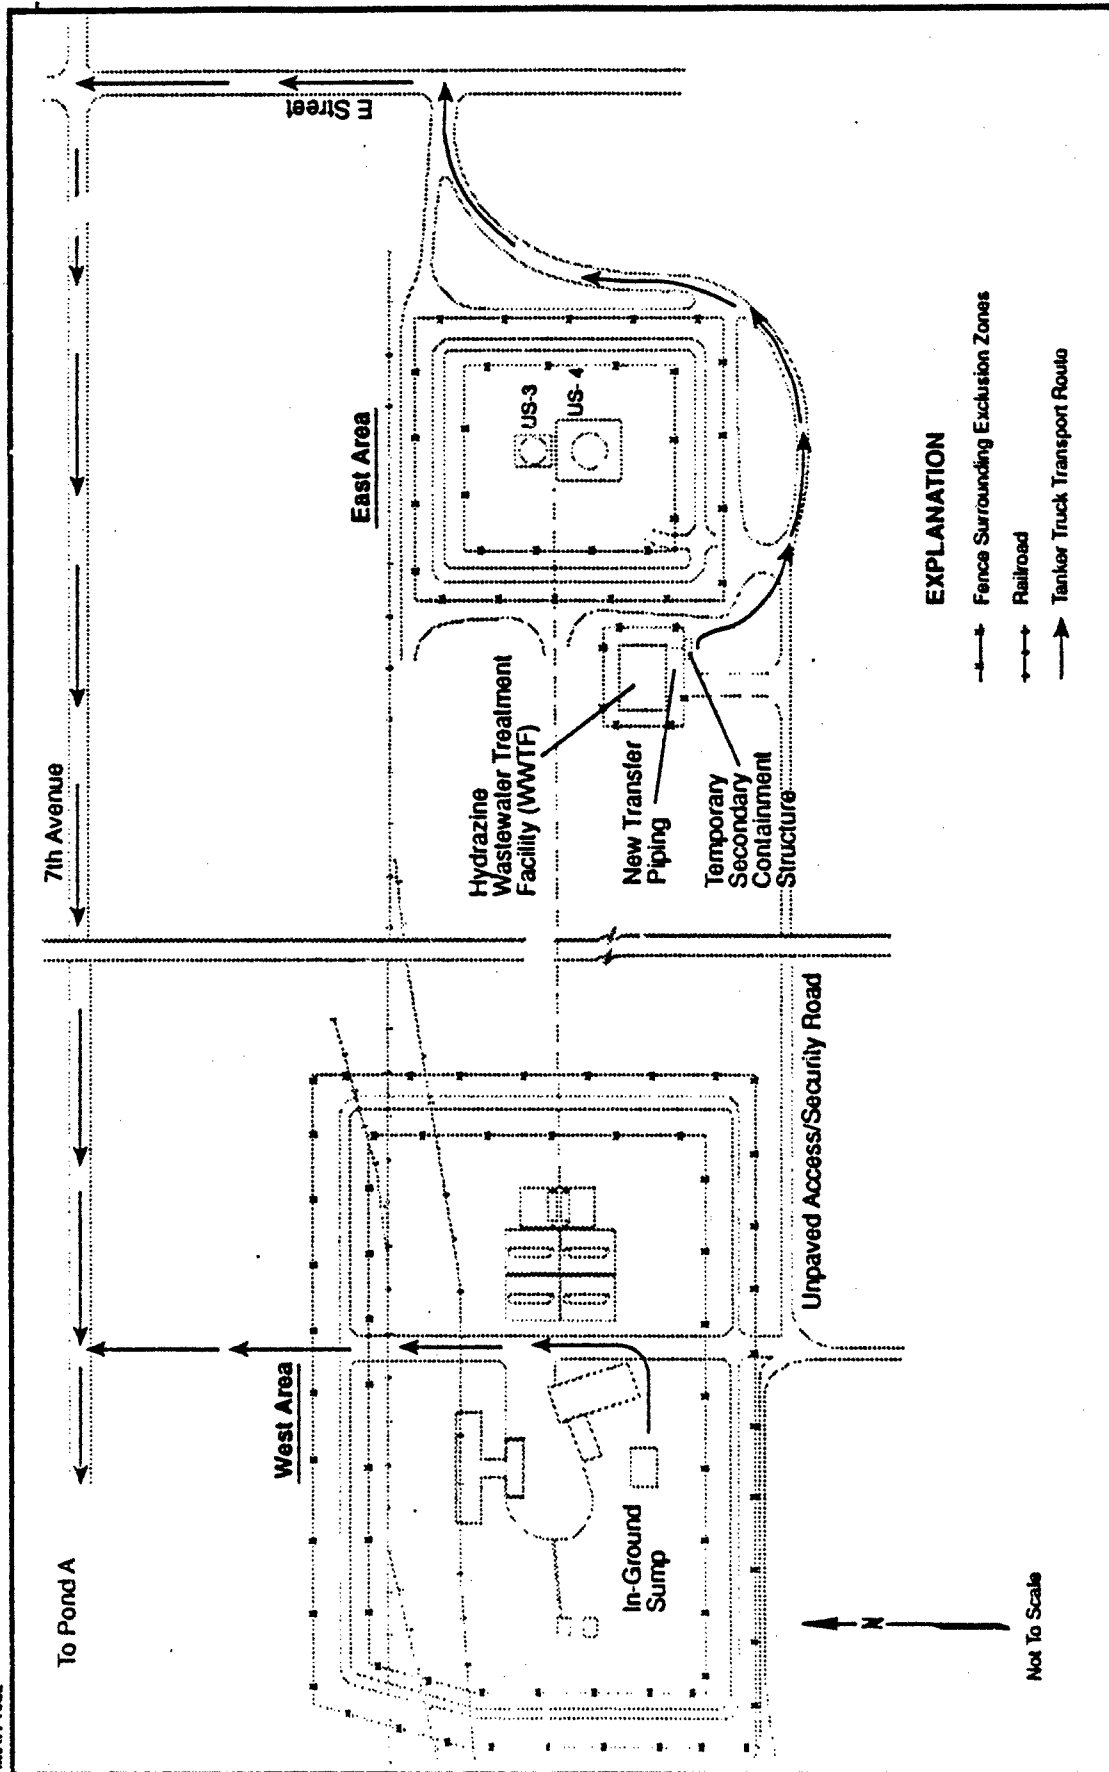 To Pond A
7th Avenue
E Street
West Area
East Area
US-3
US-4
Hydrazine
Wastewater Treatment
Facility (WWTF)
New Transfer
Piping
Temporary
Secondary
Containment
Structure
In-Ground
Sump
Unpaved Access/Security Road
N
Not To Scale
EXPLANATION
Fence Surrounding Exclusion Zones
Railroad
Tanker Truck Transport Route